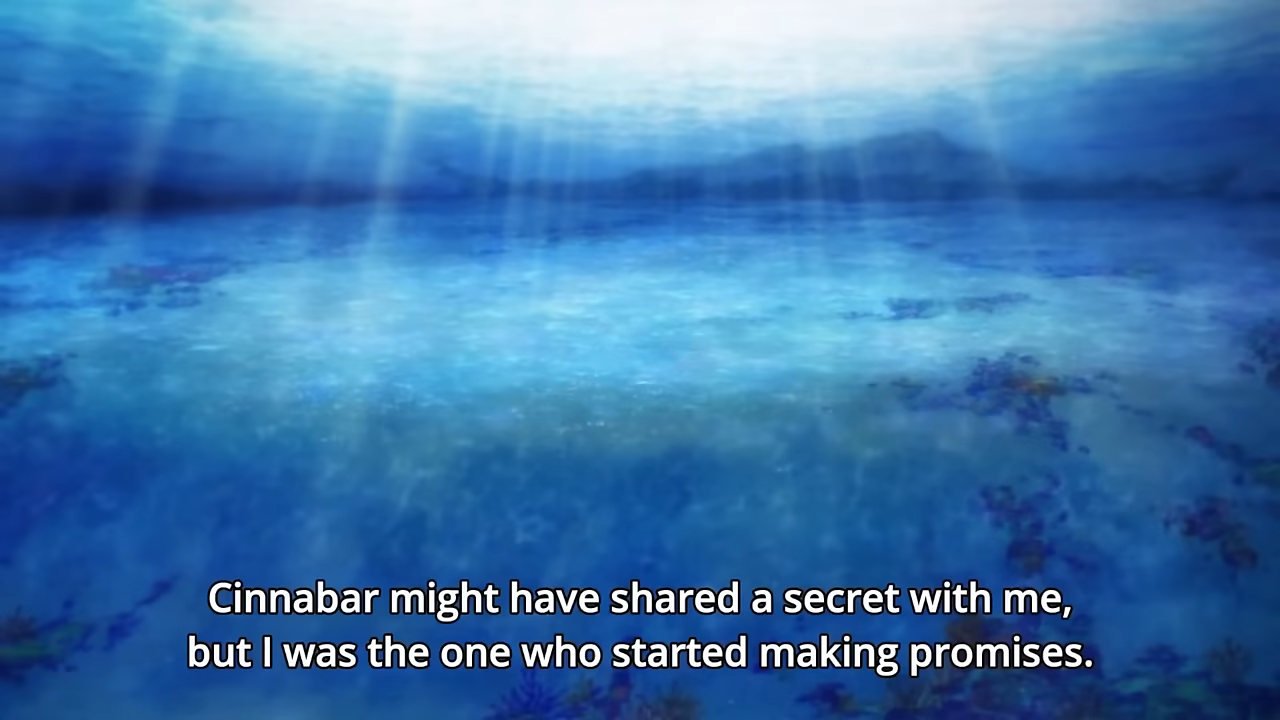 Cinnabar might have shared a secret with me,
but I was the one who started making promises.